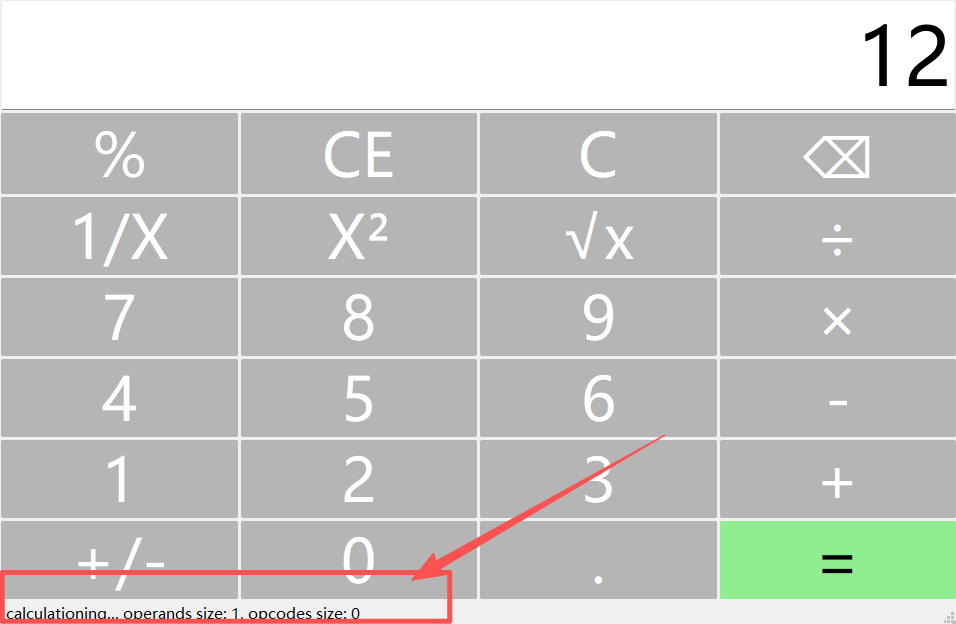 12
% CE C ⌫
1/X X² √x ÷
7 8 9 ×
4 5 6 -
1 2 3 +
+/- 0 . =
calculationing... operands size: 1, opcodes size: 0